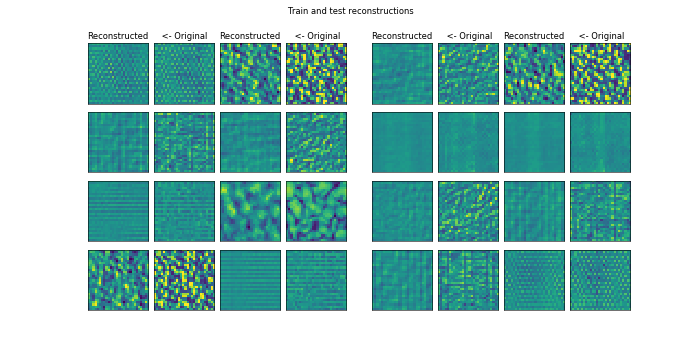 Train and test reconstructions
Reconstructed <- Original Reconstructed <- Original Reconstructed <- Original Reconstructed <- Original